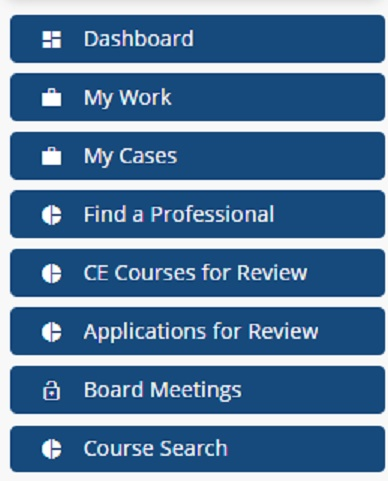 Dashboard
My Work
My Cases
Find a Professional
CE Courses for Review
Applications for Review
Board Meetings
Course Search